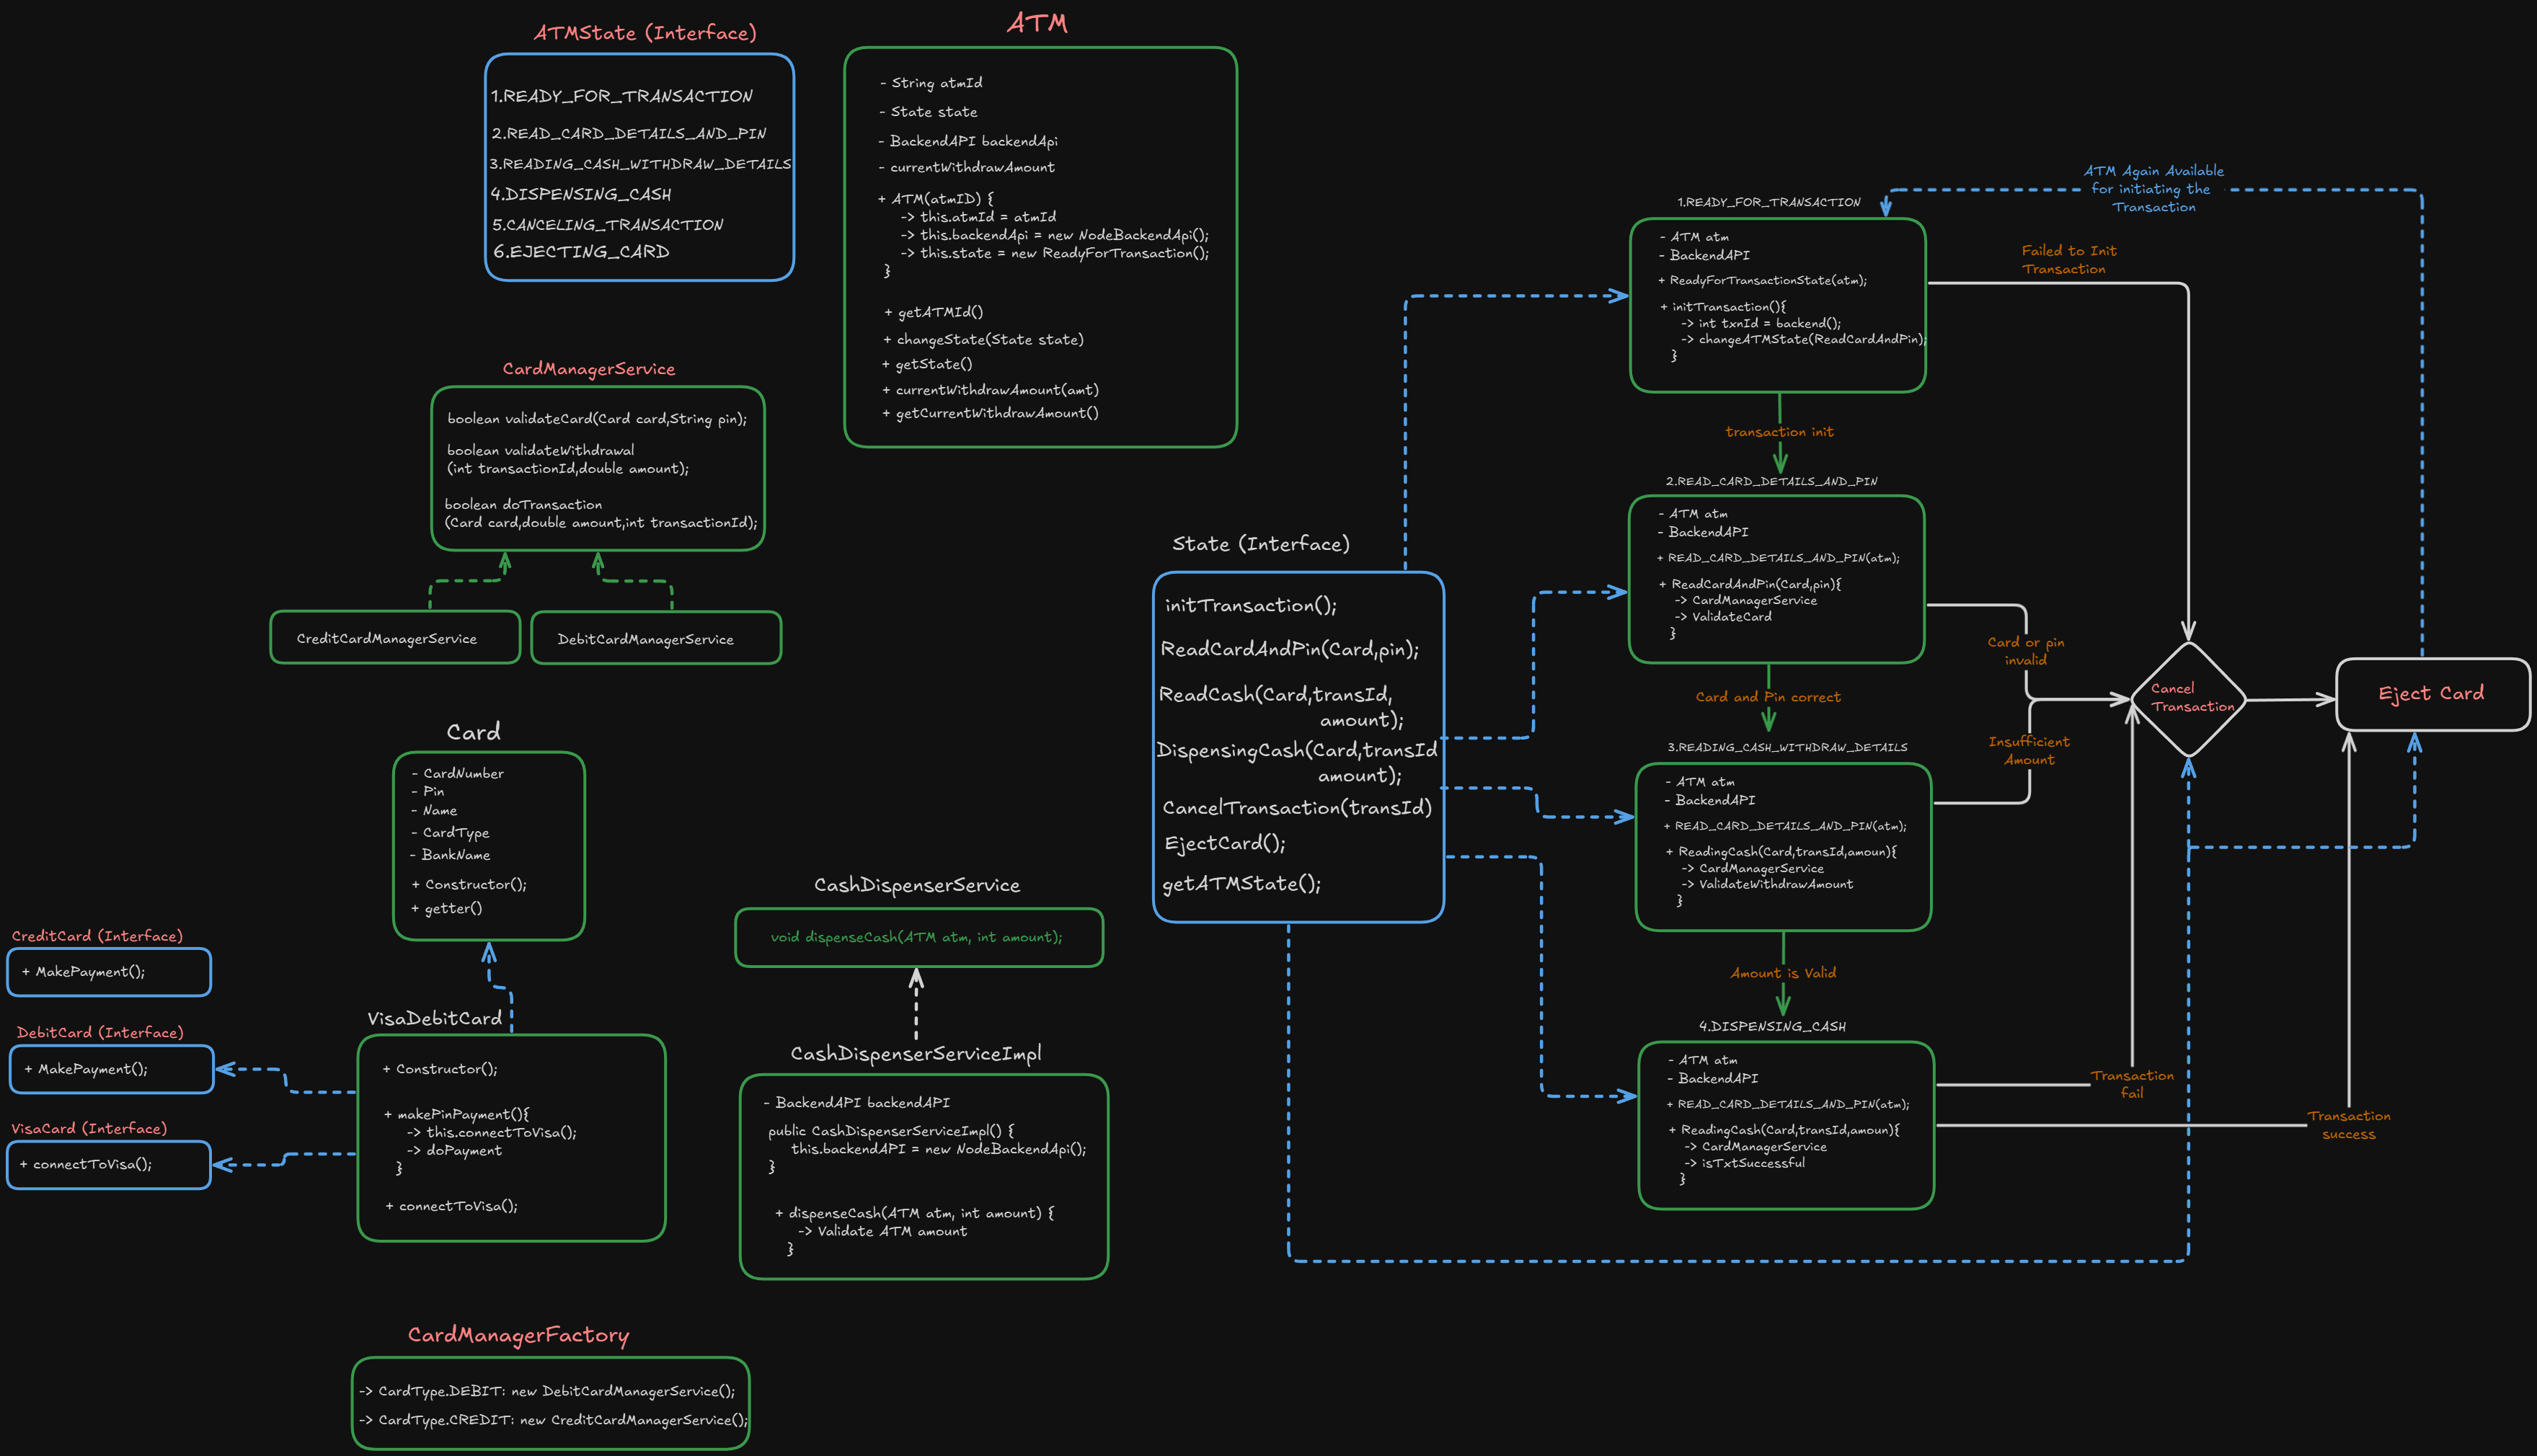 ATMState (Interface)
1.READY_FOR_TRANSACTION
2.READ_CARD_DETAILS_AND_PIN
3.READING_CASH_WITHDRAW_DETAILS
4.DISPENSING_CASH
5.CANCELING_TRANSACTION
6.EJECTING_CARD
ATM
- String atmId
- State state
- BackendAPI backendApi
- currentWithdrawAmount
+ ATM(atmID) {
-> this.atmId = atmId
-> this.backendApi = new NodeBackendApi();
-> this.state = new ReadyForTransaction();
}
+ getATMId()
+ changeState(State state)
+ getState()
+ currentWithdrawAmount(amt)
+ getCurrentWithdrawAmount()
CardManagerService
boolean validateCard(Card card,String pin);
boolean validateWithdrawal
(int transactionId,double amount);
boolean doTransaction
(Card card,double amount,int transactionId);
CreditCardManagerService
DebitCardManagerService
Card
- CardNumber
- Pin
- Name
- CardType
- BankName
+ Constructor();
+ getter()
CreditCard (Interface)
+ MakePayment();
DebitCard (Interface)
+ MakePayment();
VisaCard (Interface)
+ connectToVisa();
VisaDebitCard
+ Constructor();
+ makePinPayment(){
-> this.connectToVisa();
-> doPayment
}
+ connectToVisa();
CashDispenserService
void dispenseCash(ATM atm, int amount);
CashDispenserServiceImpl
- BackendAPI backendAPI
public CashDispenserServiceImpl() {
this.backendAPI = new NodeBackendApi();
}
+ dispenseCash(ATM atm, int amount) {
-> Validate ATM amount
}
CardManagerFactory
-> CardType.DEBIT: new DebitCardManagerService();
-> CardType.CREDIT: new CreditCardManagerService();
State (Interface)
initTransaction();
ReadCardAndPin(Card,pin);
ReadCash(Card,transId,
amount);
DispensingCash(Card,transId
amount);
CancelTransaction(transId)
EjectCard();
getATMState();
1.READY_FOR_TRANSACTION
- ATM atm
- BackendAPI
+ ReadyForTransactionState(atm);
+ initTransaction(){
-> int txnId = backend();
-> changeATMState(ReadCardAndPin);
}
transaction init
2.READ_CARD_DETAILS_AND_PIN
- ATM atm
- BackendAPI
+ READ_CARD_DETAILS_AND_PIN(atm);
+ ReadCardAndPin(Card,pin){
-> CardManagerService
-> ValidateCard
}
Card and Pin correct
3.READING_CASH_WITHDRAW_DETAILS
- ATM atm
- BackendAPI
+ READ_CARD_DETAILS_AND_PIN(atm);
+ ReadingCash(Card,transId,amoun){
-> CardManagerService
-> ValidateWithdrawAmount
}
Amount is Valid
4.DISPENSING_CASH
- ATM atm
- BackendAPI
+ READ_CARD_DETAILS_AND_PIN(atm);
+ ReadingCash(Card,transId,amoun){
-> CardManagerService
-> isTxtSuccessful
}
ATM Again Available
for initiating the
Transaction
Failed to Init
Transaction
Card or pin
invalid
Insufficient
Amount
Cancel
Transaction
Eject Card
Transaction
fail
Transaction
success